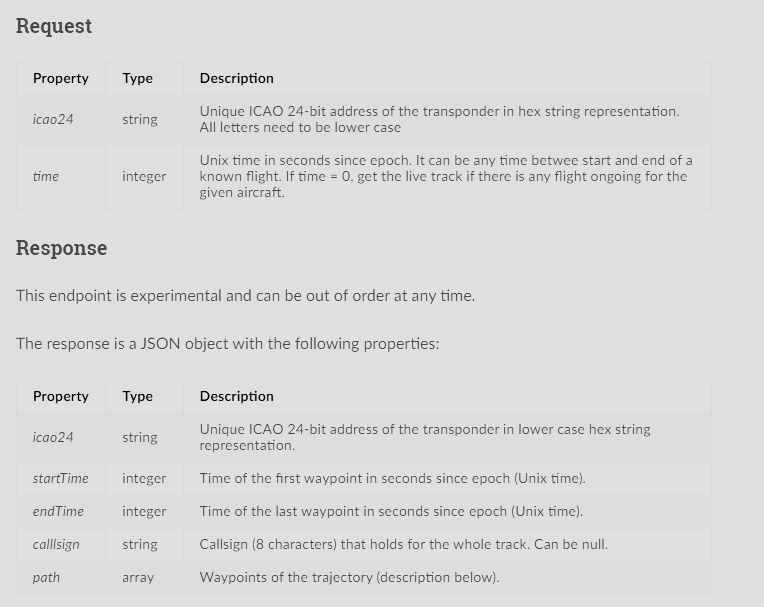 Request
Property Type Description
icao24 string Unique ICAO 24-bit address of the transponder in hex string representation.
All letters need to be lower case
time integer Unix time in seconds since epoch. It can be any time betwee start and end of a
known flight. If time = 0, get the live track if there is any flight ongoing for the
given aircraft.
Response
This endpoint is experimental and can be out of order at any time.
The response is a JSON object with the following properties:
Property Type Description
icao24 string Unique ICAO 24-bit address of the transponder in lower case hex string
representation.
startTime integer Time of the first waypoint in seconds since epoch (Unix time).
endTime integer Time of the last waypoint in seconds since epoch (Unix time).
calllsign string Callsign (8 characters) that holds for the whole track. Can be null.
path array Waypoints of the trajectory (description below).